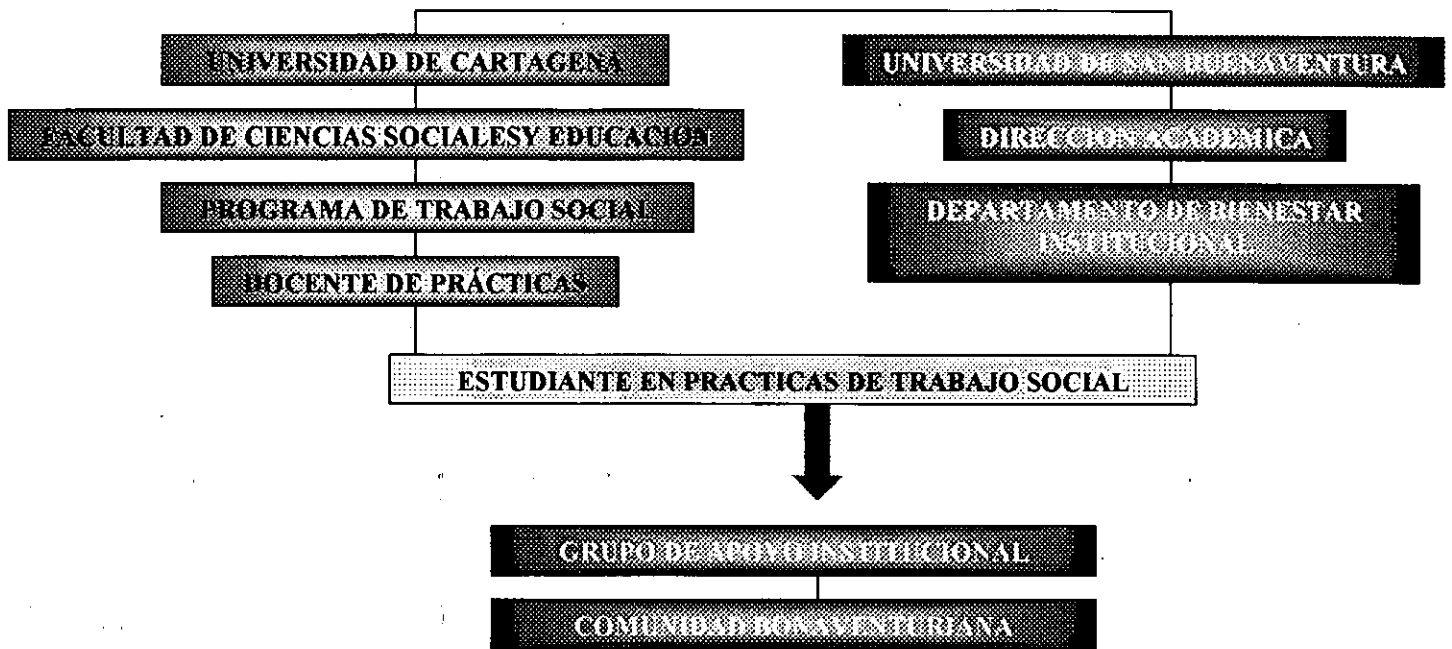 UNIVERSIDAD DE CARTAGENA
FACULTAD DE CIENCIAS SOCIALESY EDUCACION
PROGRAMA DE TRABAJO SOCIAL
DOCENTE DE PRÁCTICAS
UNIVERSIDAD DE SAN BUENAVENTURA
DIRECCION ACADEMICA
DEPARTAMENTO DE BIENESTAR
INSTITUCIONAL
ESTUDIANTE EN PRACTICAS DE TRABAJO SOCIAL
GRUPO DE APOYO INSTITUCIONAL
COMUNIDAD BONAVENTURIANA